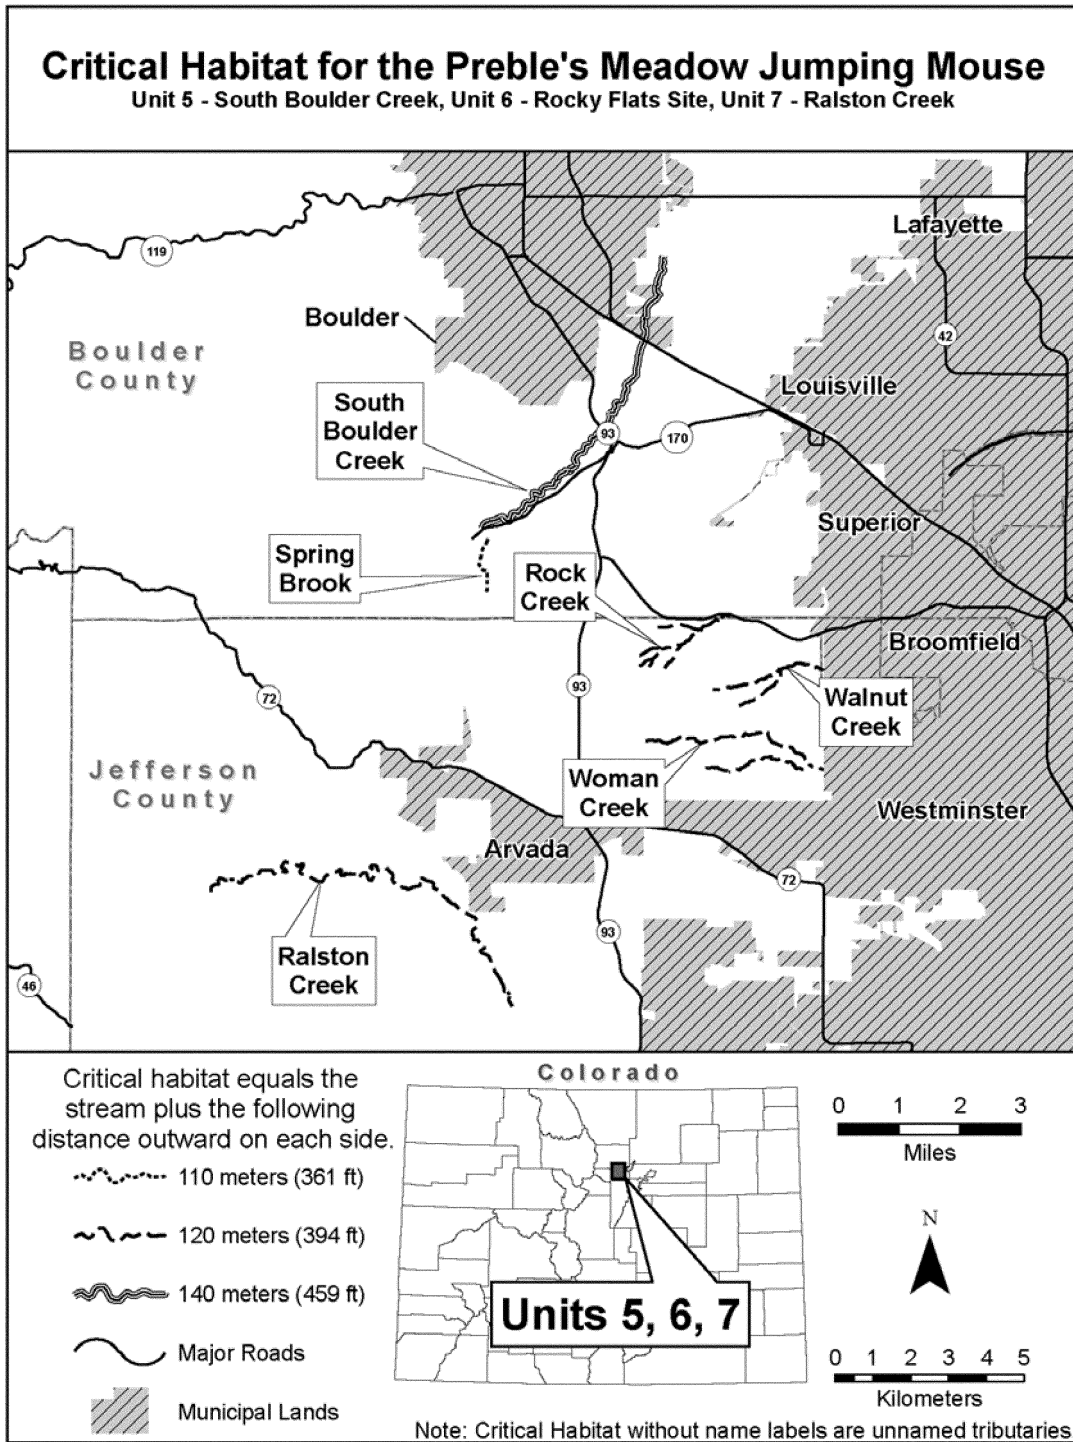 Critical Habitat for the Preble's Meadow Jumping Mouse
Unit 5 - South Boulder Creek, Unit 6 - Rocky Flats Site, Unit 7 - Ralston Creek
Lafayette
119
Boulder
42
Boulder
County
Louisville
South
Boulder
Creek
93
170
Superior
Spring
Brook
Rock
Creek
Broomfield
72
93
Walnut
Creek
Jefferson
County
Woman
Creek
Westminster
Arvada
72
93
Ralston
Creek
46
Critical habitat equals the
stream plus the following
distance outward on each side.
110 meters (361 ft)
120 meters (394 ft)
140 meters (459 ft)
Major Roads
Municipal Lands
Colorado
Units 5, 6, 7
0 1 2 3
Miles
N
0 1 2 3 4 5
Kilometers
Note: Critical Habitat without name labels are unnamed tributaries